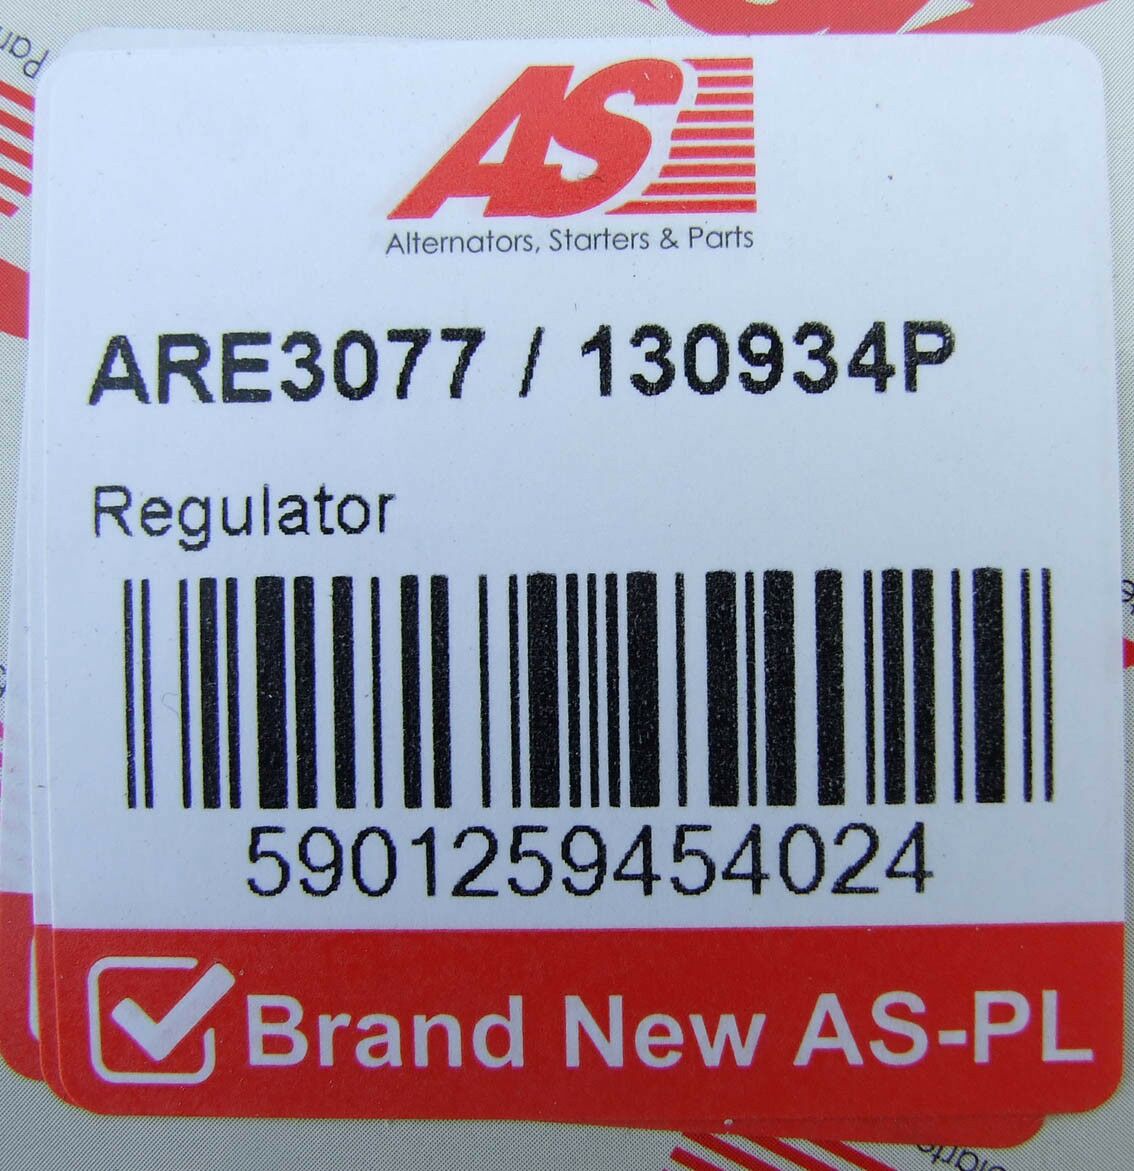 AS
Alternators, Starters & Parts
ARE3077 / 130934P
Regulator
5901259454024
Brand New AS-PL